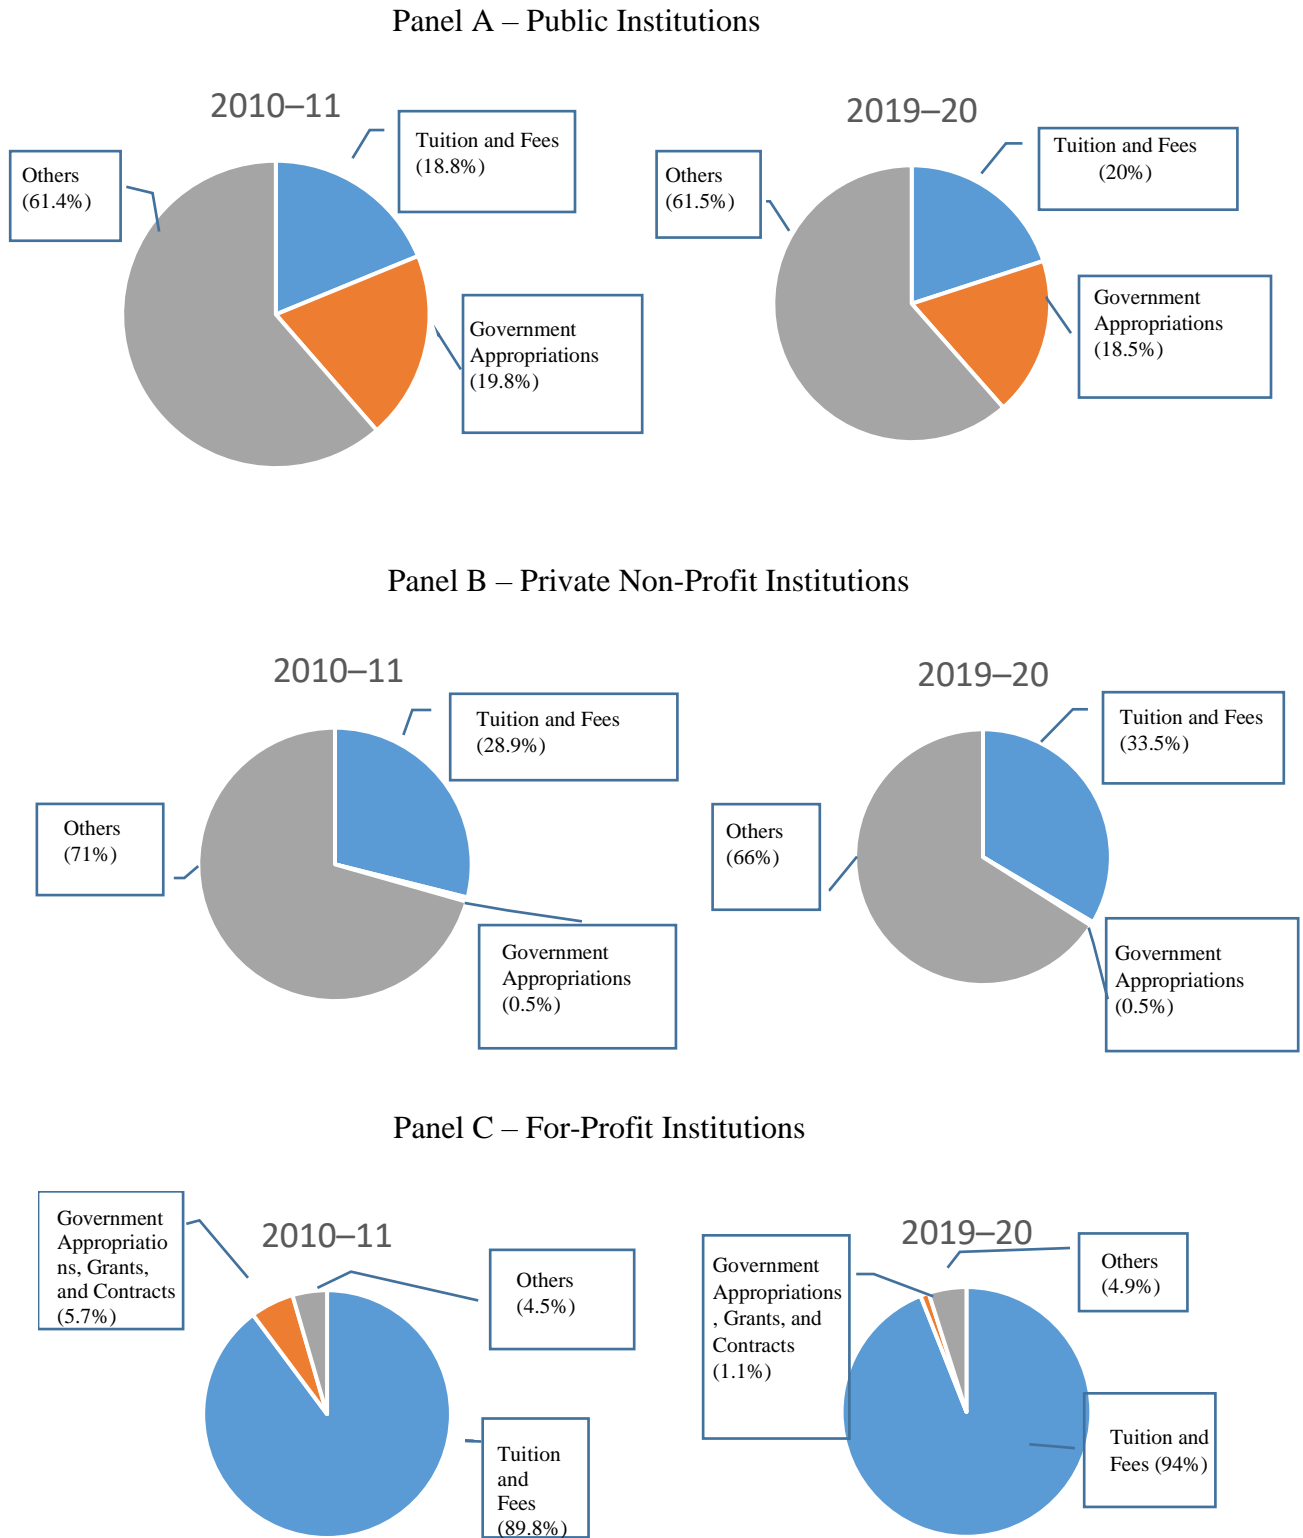 Panel A – Public Institutions
2010–11
Tuition and Fees
(18.8%)
Others
(61.4%)
Government
Appropriations
(19.8%)
2019–20
Tuition and Fees
(20%)
Others
(61.5%)
Government
Appropriations
(18.5%)
Panel B – Private Non-Profit Institutions
2010–11
Tuition and Fees
(28.9%)
Others
(71%)
Government
Appropriations
(0.5%)
2019–20
Tuition and Fees
(33.5%)
Others
(66%)
Government
Appropriations
(0.5%)
Panel C – For-Profit Institutions
2010–11
Government
Appropriatio
ns, Grants,
and Contracts
(5.7%)
Others
(4.5%)
Tuition
and
Fees
(89.8%)
2019–20
Government
Appropriations
, Grants, and
Contracts
(1.1%)
Others
(4.9%)
Tuition and
Fees (94%)